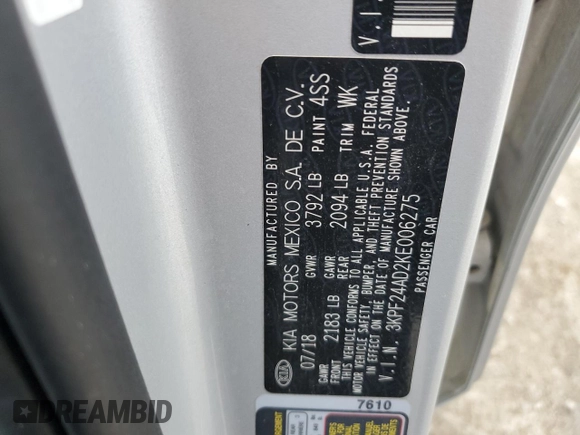 MANUFACTURED BY
KIA KIA MOTORS MEXICO S.A. DE C.V.
07/18 GVWR 3792 LB PAINT 4SS
GAWR FRONT 2183 LB GAWR REAR 2094 LB TRIM WK
THIS VEHICLE CONFORMS TO ALL APPLICABLE U.S.A. FEDERAL
MOTOR VEHICLE SAFETY, BUMPER, AND THEFT PREVENTION STANDARDS
IN EFFECT ON THE DATE OF MANUFACTURE SHOWN ABOVE.
V.I.N. 3KPF24AD2KE006275
PASSENGER CAR
V.I.
7610
DREAMBID